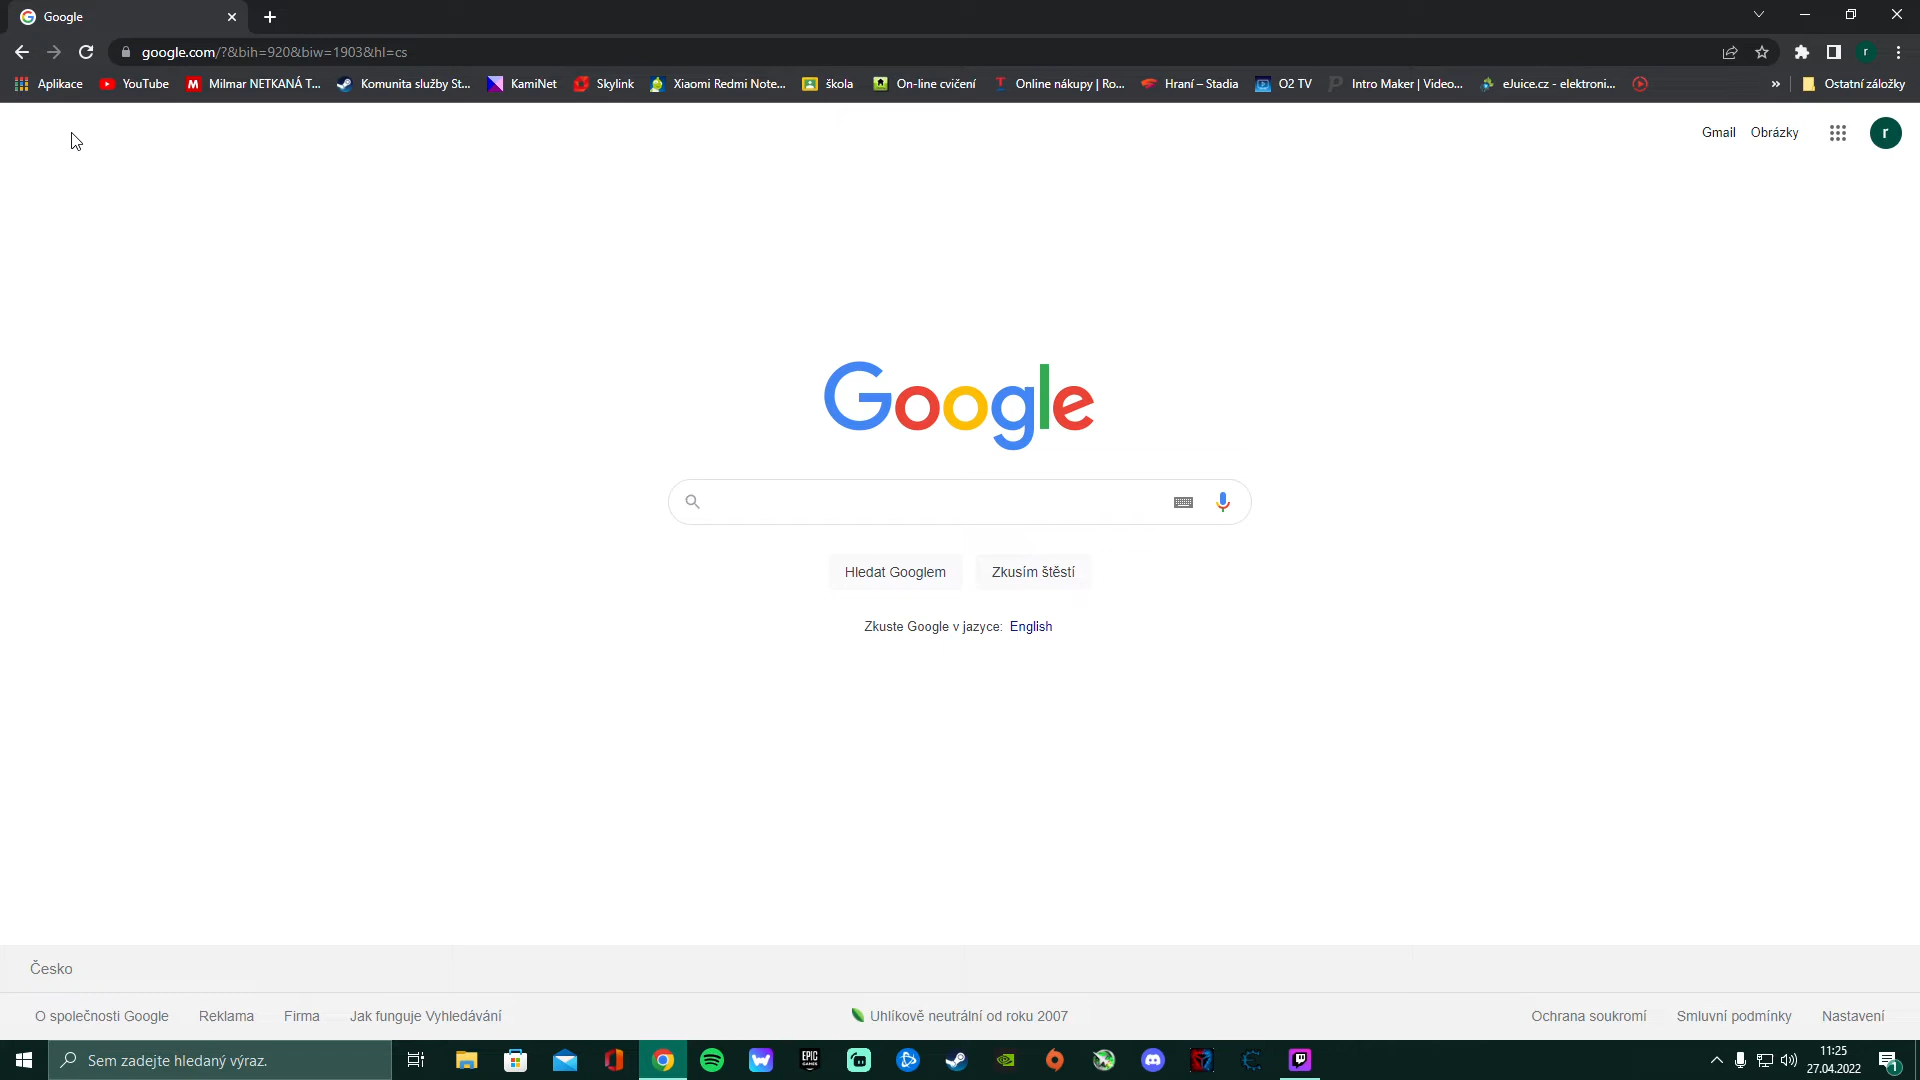 Google
google.com/?&bih=920&biw=1903&hl=cs
r
Aplikace YouTube Milmar NETKANÁ T... Komunita služby St... KamiNet Skylink Xiaomi Redmi Note... škola On-line cvičení Online nákupy | Ro... Hraní – Stadia O2 TV Intro Maker | Video... eJuice.cz - elektroni... » Ostatní záložky
Gmail Obrázky r
Google
Hledat Googlem Zkusím štěstí
Zkuste Google v jazyce: English
Česko
O společnosti Google Reklama Firma Jak funguje Vyhledávání Uhlíkově neutrální od roku 2007 Ochrana soukromí Smluvní podmínky Nastavení
Sem zadejte hledaný výraz.
EPIC GAMES
11:25
27.04.2022
1